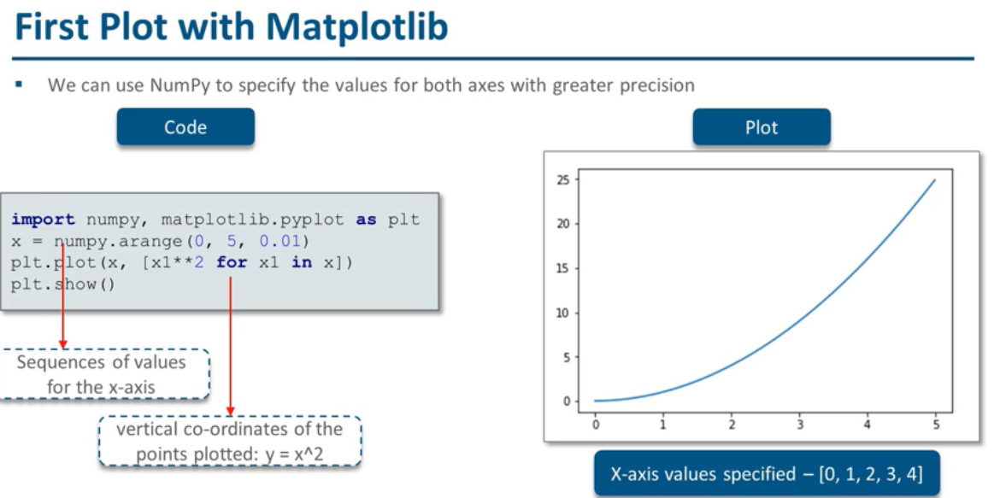 First Plot with Matplotlib
▪ We can use NumPy to specify the values for both axes with greater precision
Code
import numpy, matplotlib.pyplot as plt
x = numpy.arange(0, 5, 0.01)
plt.plot(x, [x1**2 for x1 in x])
plt.show()
Sequences of values
for the x-axis
vertical co-ordinates of the
points plotted: y = x^2
Plot
25
20
15
10
5
0
0 1 2 3 4 5
X-axis values specified – [0, 1, 2, 3, 4]